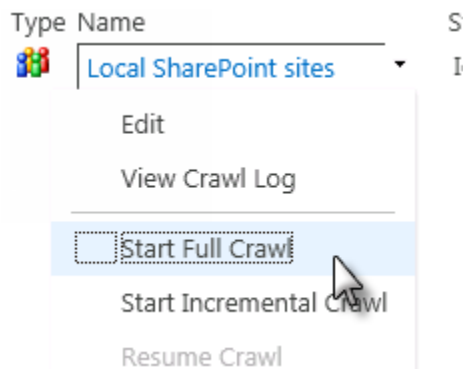 Type Name
Local SharePoint sites
Edit
View Crawl Log
Start Full Crawl
Start Incremental Crawl
Resume Crawl